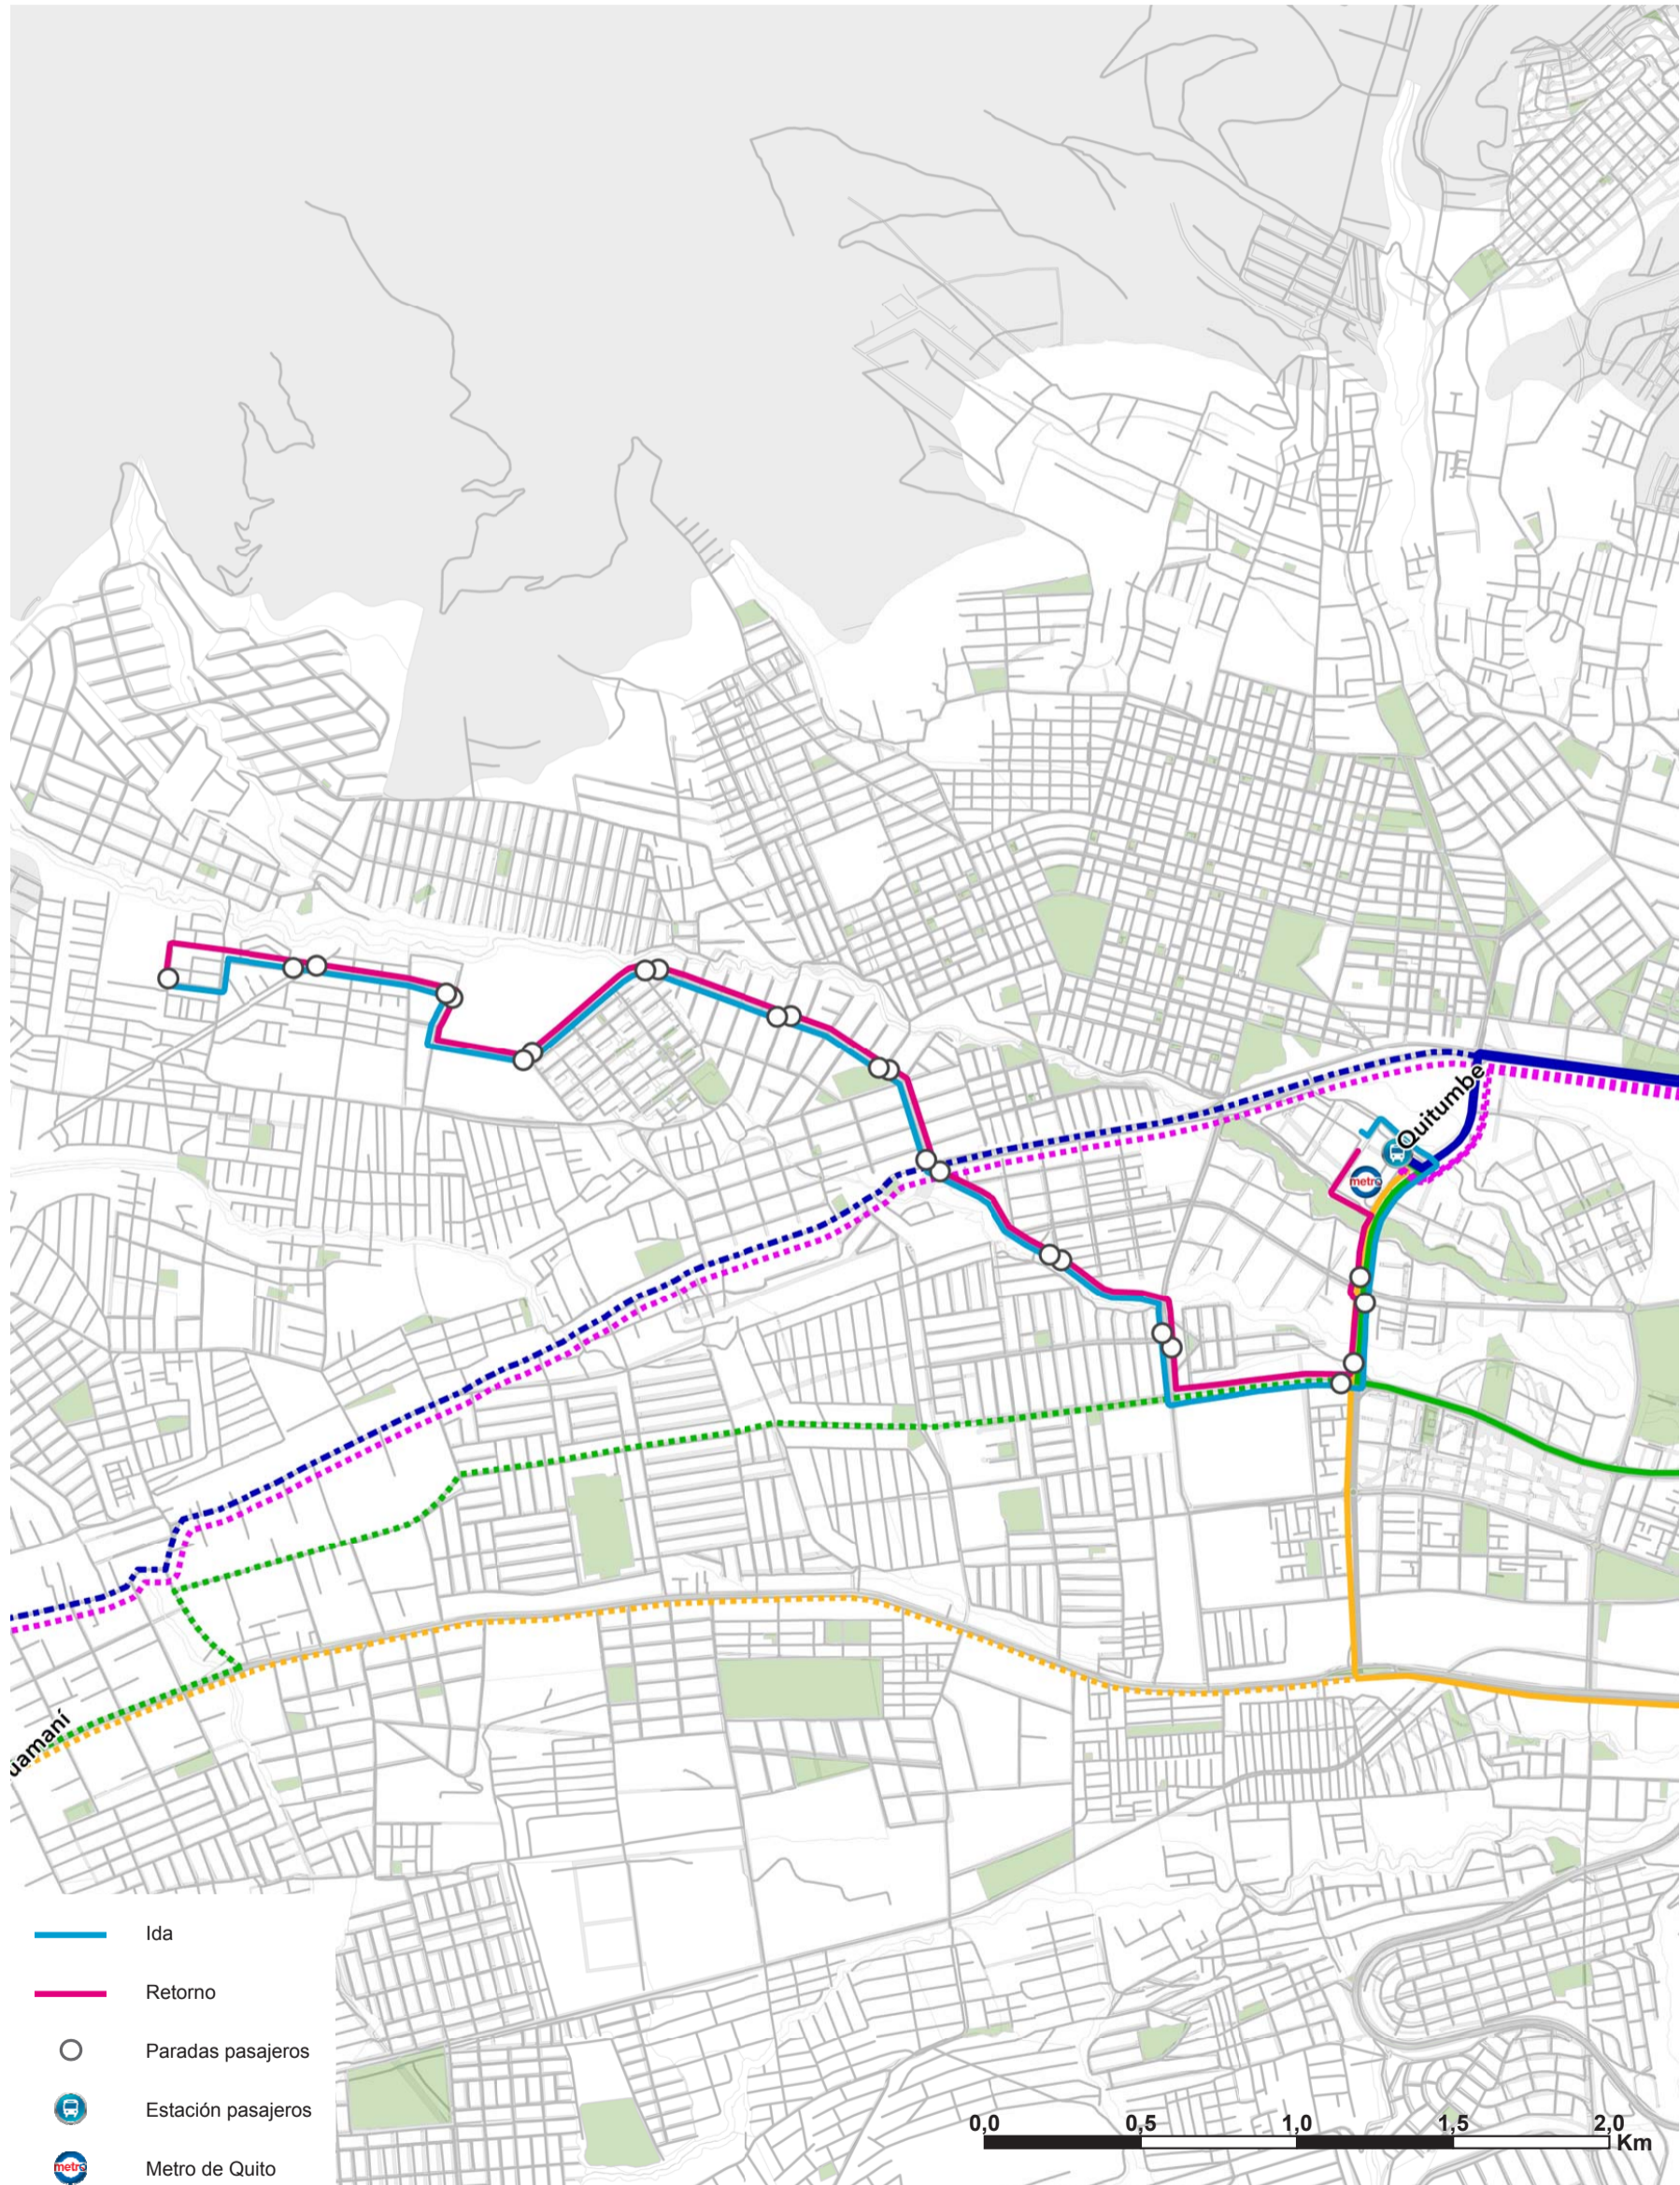 Quitumbe
metro
uamaní
Ida
Retorno
Paradas pasajeros
Estación pasajeros
metro
Metro de Quito
0,0 0,5 1,0 1,5 2,0
Km